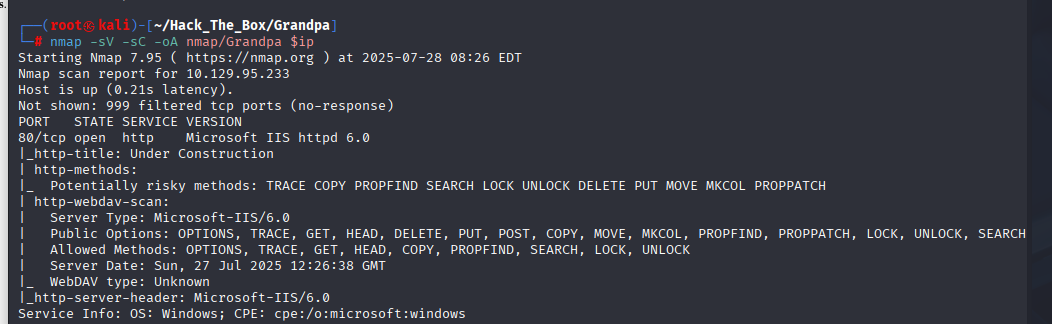 s.
┌──(root㉿kali)-[~/Hack_The_Box/Grandpa]
└─# nmap -sV -sC -oA nmap/Grandpa $ip
Starting Nmap 7.95 ( https://nmap.org ) at 2025-07-28 08:26 EDT
Nmap scan report for 10.129.95.233
Host is up (0.21s latency).
Not shown: 999 filtered tcp ports (no-response)
PORT   STATE SERVICE VERSION
80/tcp open  http    Microsoft IIS httpd 6.0
|_http-title: Under Construction
| http-methods:
|_  Potentially risky methods: TRACE COPY PROPFIND SEARCH LOCK UNLOCK DELETE PUT MOVE MKCOL PROPPATCH
| http-webdav-scan:
|   Server Type: Microsoft-IIS/6.0
|   Public Options: OPTIONS, TRACE, GET, HEAD, DELETE, PUT, POST, COPY, MOVE, MKCOL, PROPFIND, PROPPATCH, LOCK, UNLOCK, SEARCH
|   Allowed Methods: OPTIONS, TRACE, GET, HEAD, COPY, PROPFIND, SEARCH, LOCK, UNLOCK
|   Server Date: Sun, 27 Jul 2025 12:26:38 GMT
|_  WebDAV type: Unknown
|_http-server-header: Microsoft-IIS/6.0
Service Info: OS: Windows; CPE: cpe:/o:microsoft:windows